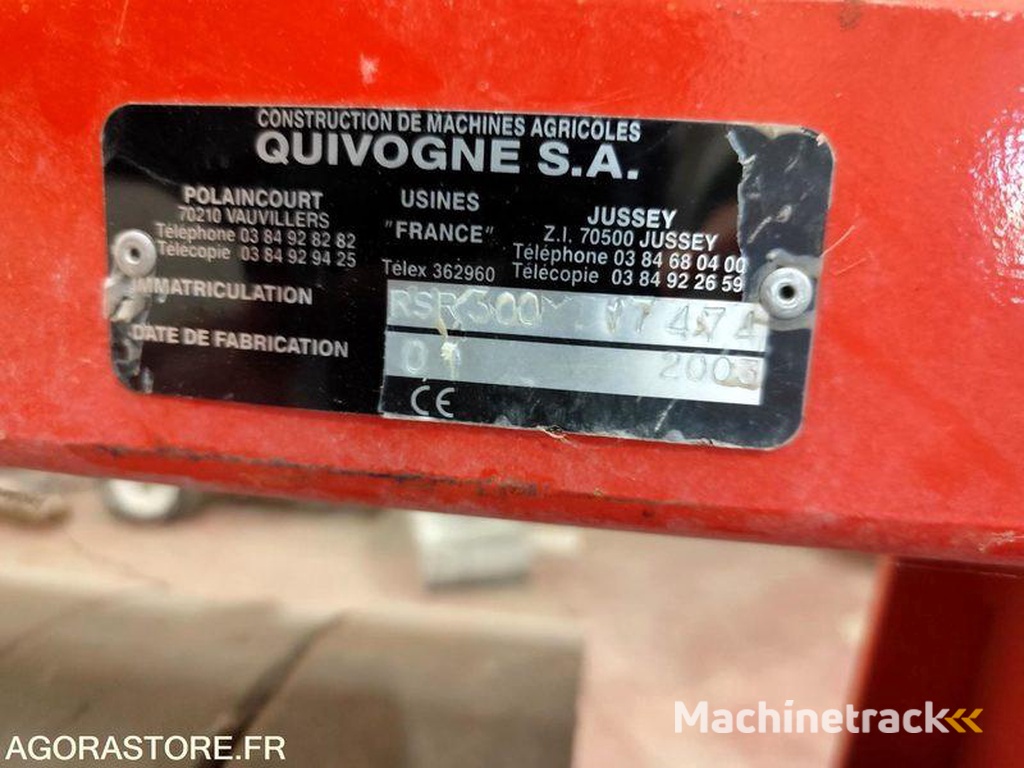 CONSTRUCTION DE MACHINES AGRICOLES
QUIVOGNE S.A.
POLAINCOURT
70210 VAUVILLERS
Téléphone 03 84 92 82 82
Télécopie 03 84 92 94 25
USINES
"FRANCE"
Télex 362960
JUSSEY
Z.I. 70500 JUSSEY
Téléphone 03 84 68 04 00
Télécopie 03 84 92 26 59
IMMATRICULATION
RSR 300
DATE DE FABRICATION
2003
CE
Machinetrack
AGORASTORE.FR